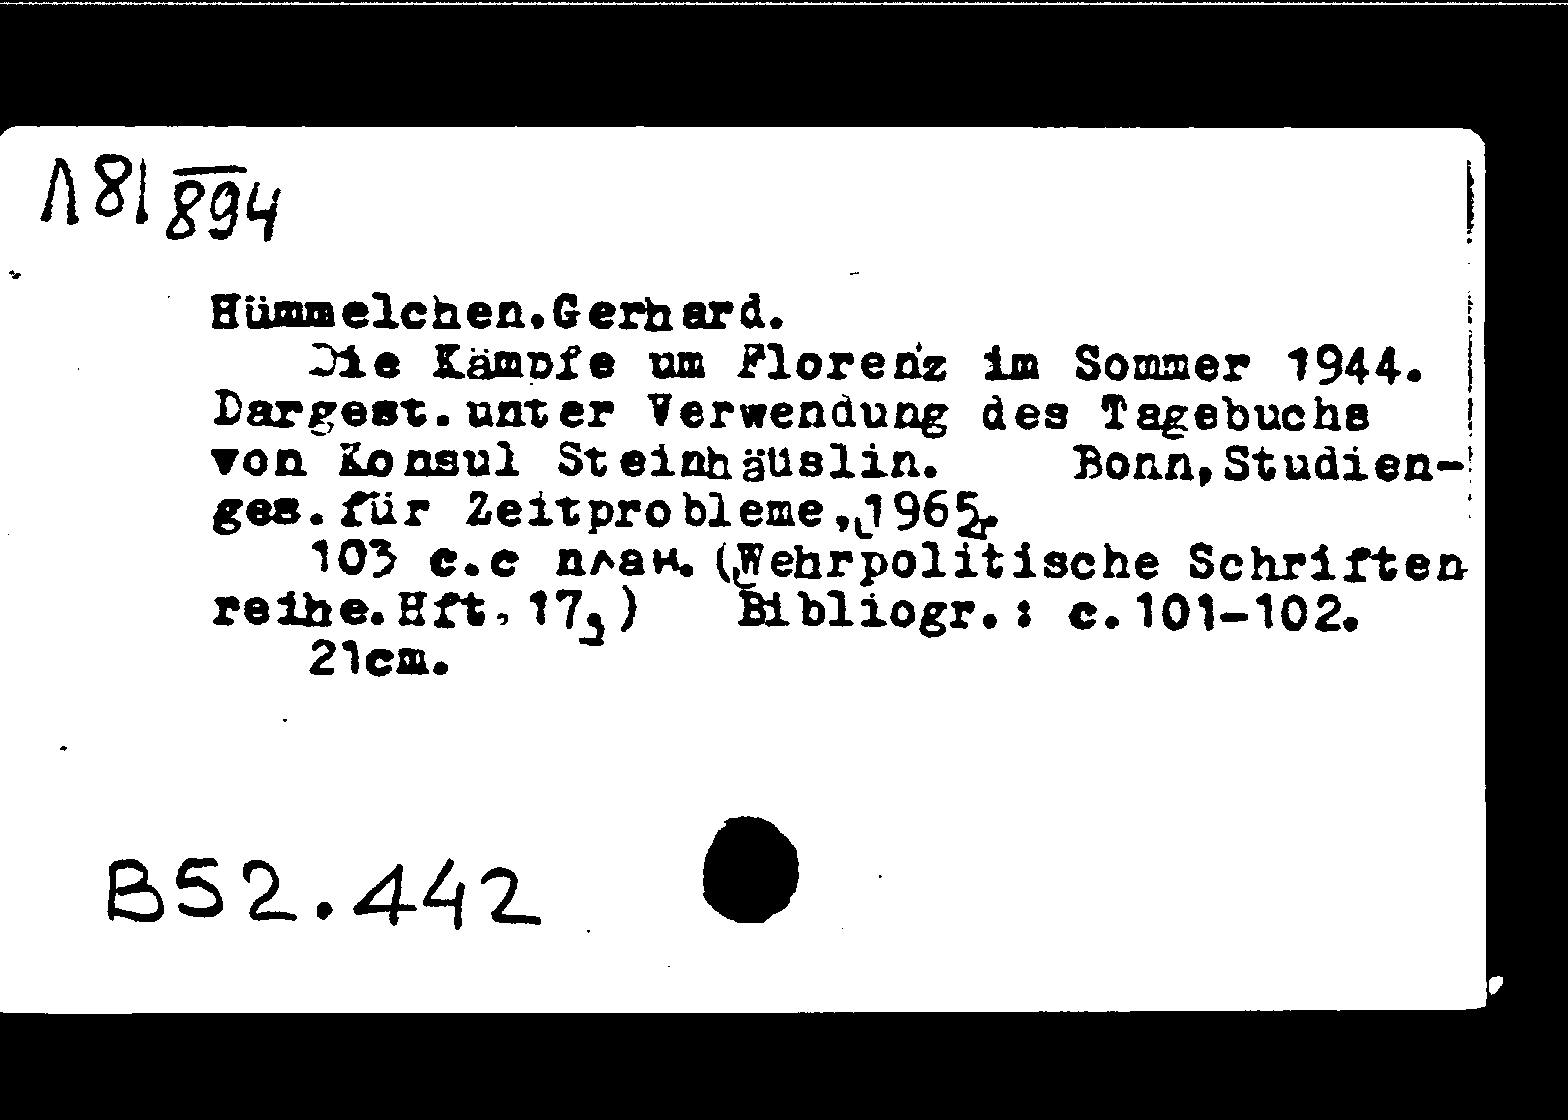 Л81 894
Hümmelchen.Gerhard.
Die Kämpfe um Florenz im Sommer 1944.
Dargest.unter Verwendung des Tagebuchs
von Konsul Steinhäuslin. Bonn,Studien-
ges.für Zeitprobleme,[1965].
103 с.с план. (Wehrpolitische Schriften
reihe.Hft.17.) Bibliogr.: с.101-102.
21cm.
B52.442